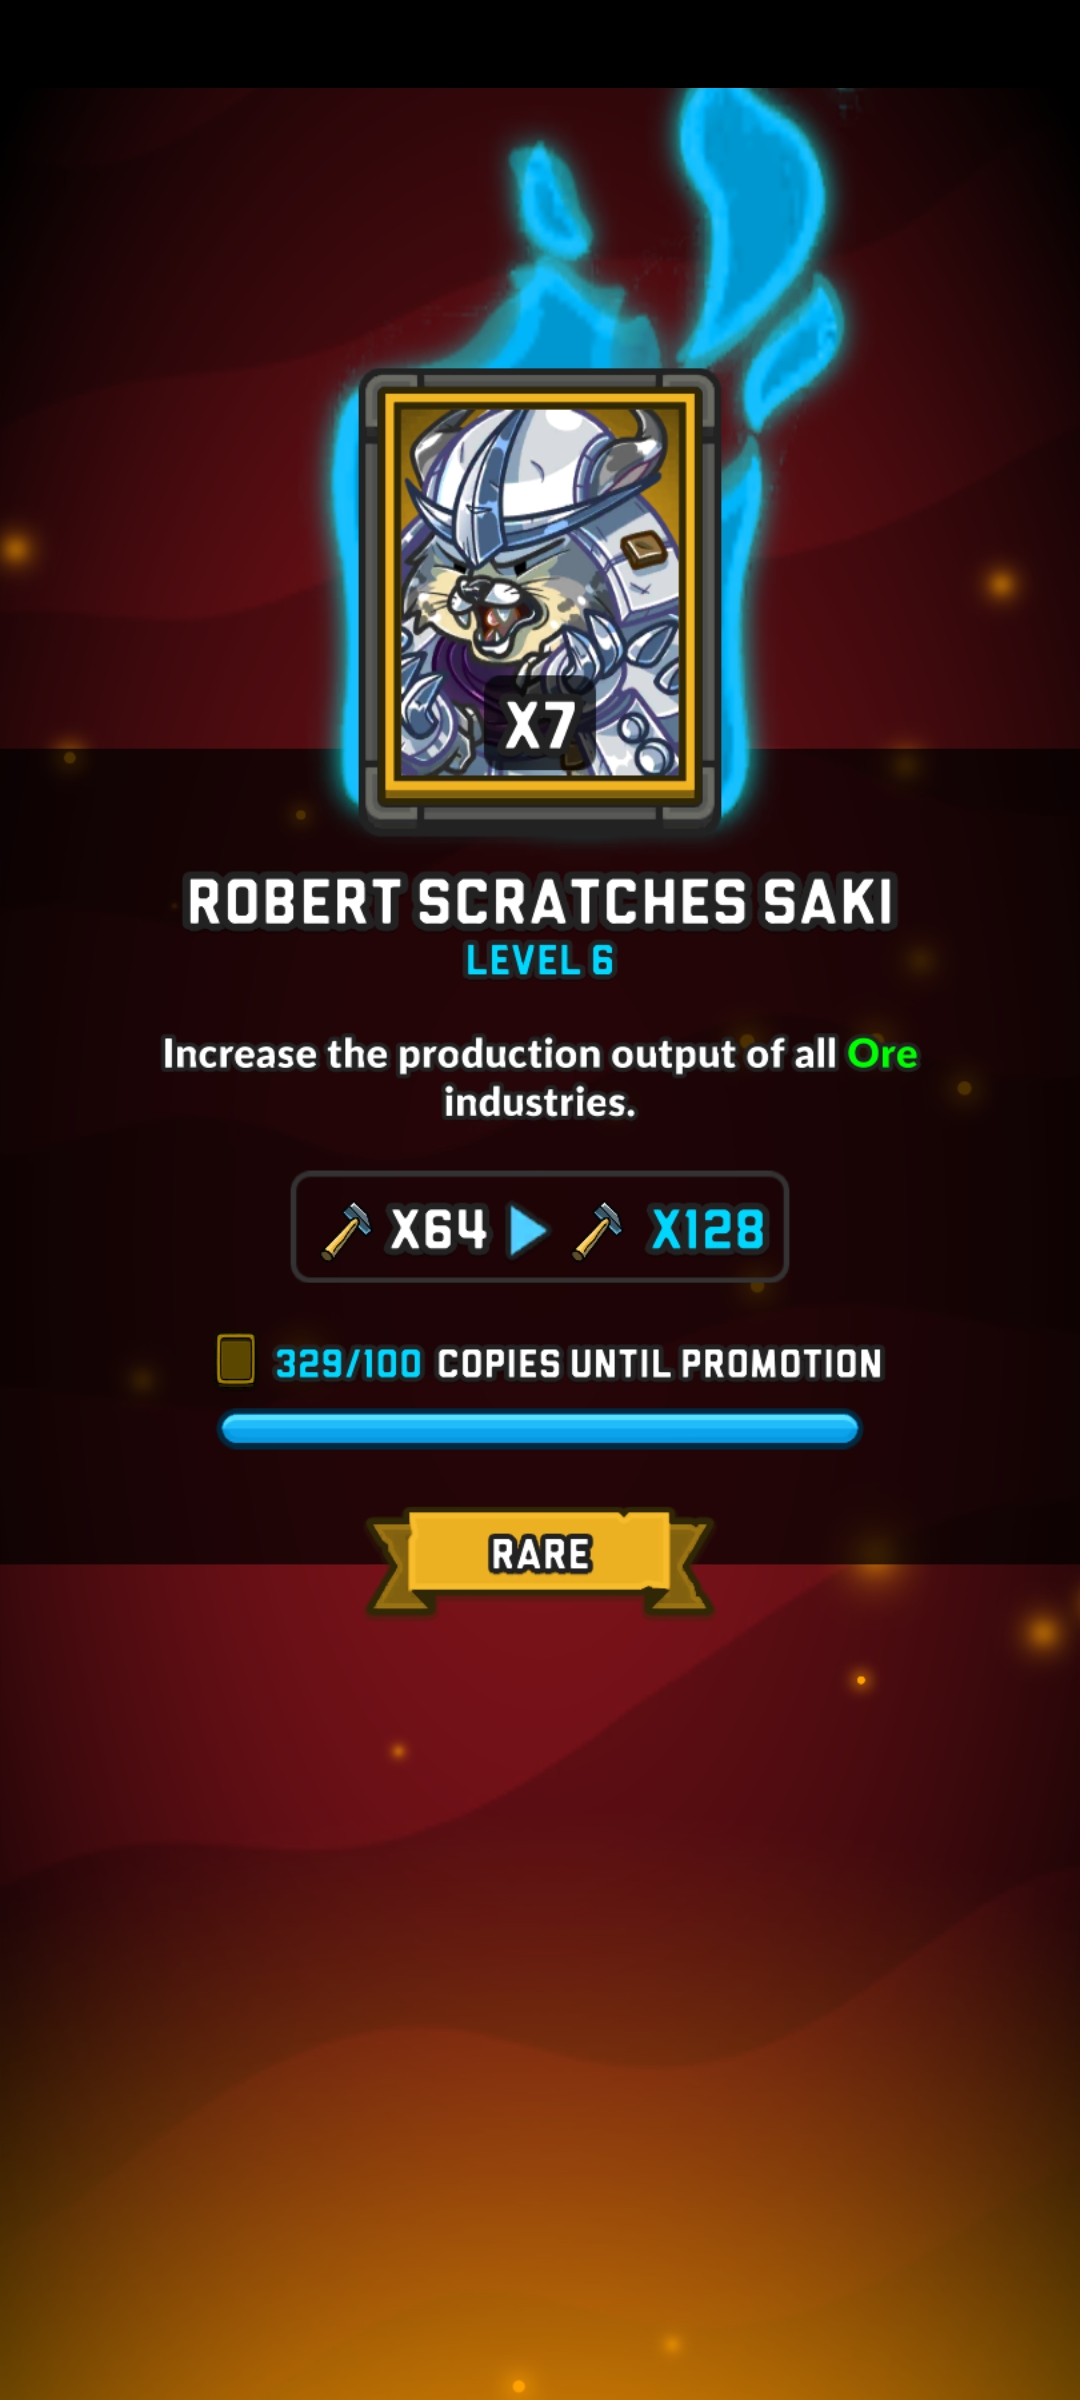 X7
ROBERT SCRATCHES SAKI
LEVEL 6
Increase the production output of all Ore
industries.
X64 X128
329/100 COPIES UNTIL PROMOTION
RARE